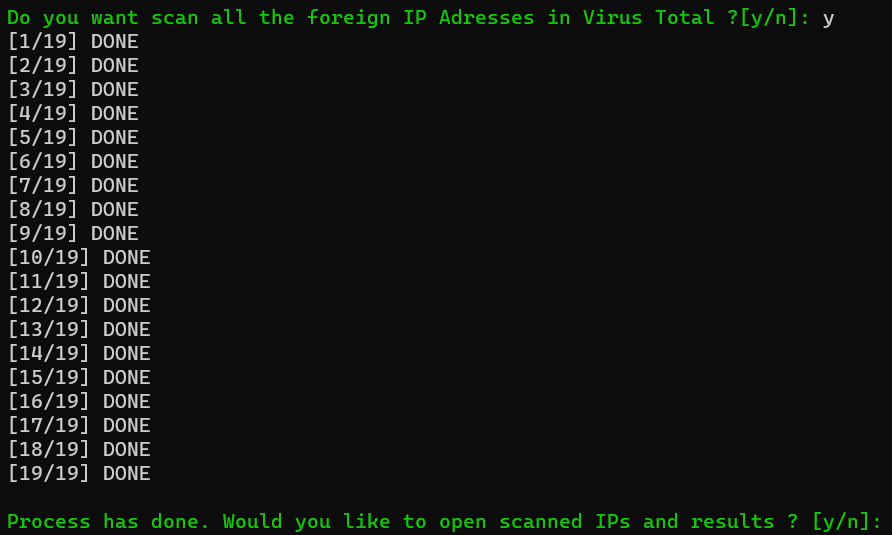 Do you want scan all the foreign IP Adresses in Virus Total ?[y/n]: y
[1/19] DONE
[2/19] DONE
[3/19] DONE
[4/19] DONE
[5/19] DONE
[6/19] DONE
[7/19] DONE
[8/19] DONE
[9/19] DONE
[10/19] DONE
[11/19] DONE
[12/19] DONE
[13/19] DONE
[14/19] DONE
[15/19] DONE
[16/19] DONE
[17/19] DONE
[18/19] DONE
[19/19] DONE
Process has done. Would you like to open scanned IPs and results ? [y/n]: